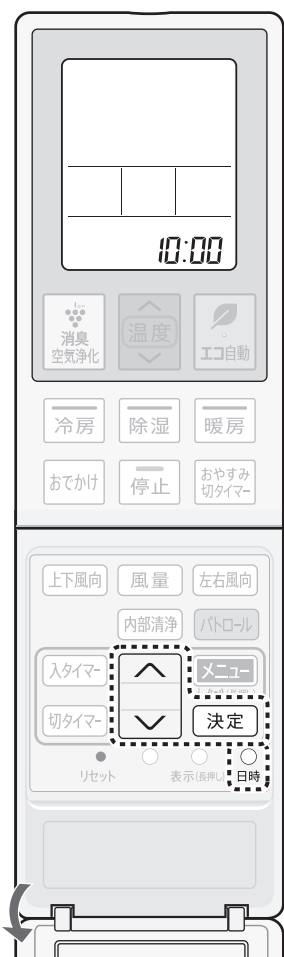 10:00
Ion
消臭
空気浄化
温度
エコ自動
冷房
除湿
暖房
おでかけ
停止
おやすみ
切タイマー
上下風向
風量
左右風向
内部清浄
パトロール
入タイマー
メニュー
切タイマー
決定
リセット
表示(長押し)
日時